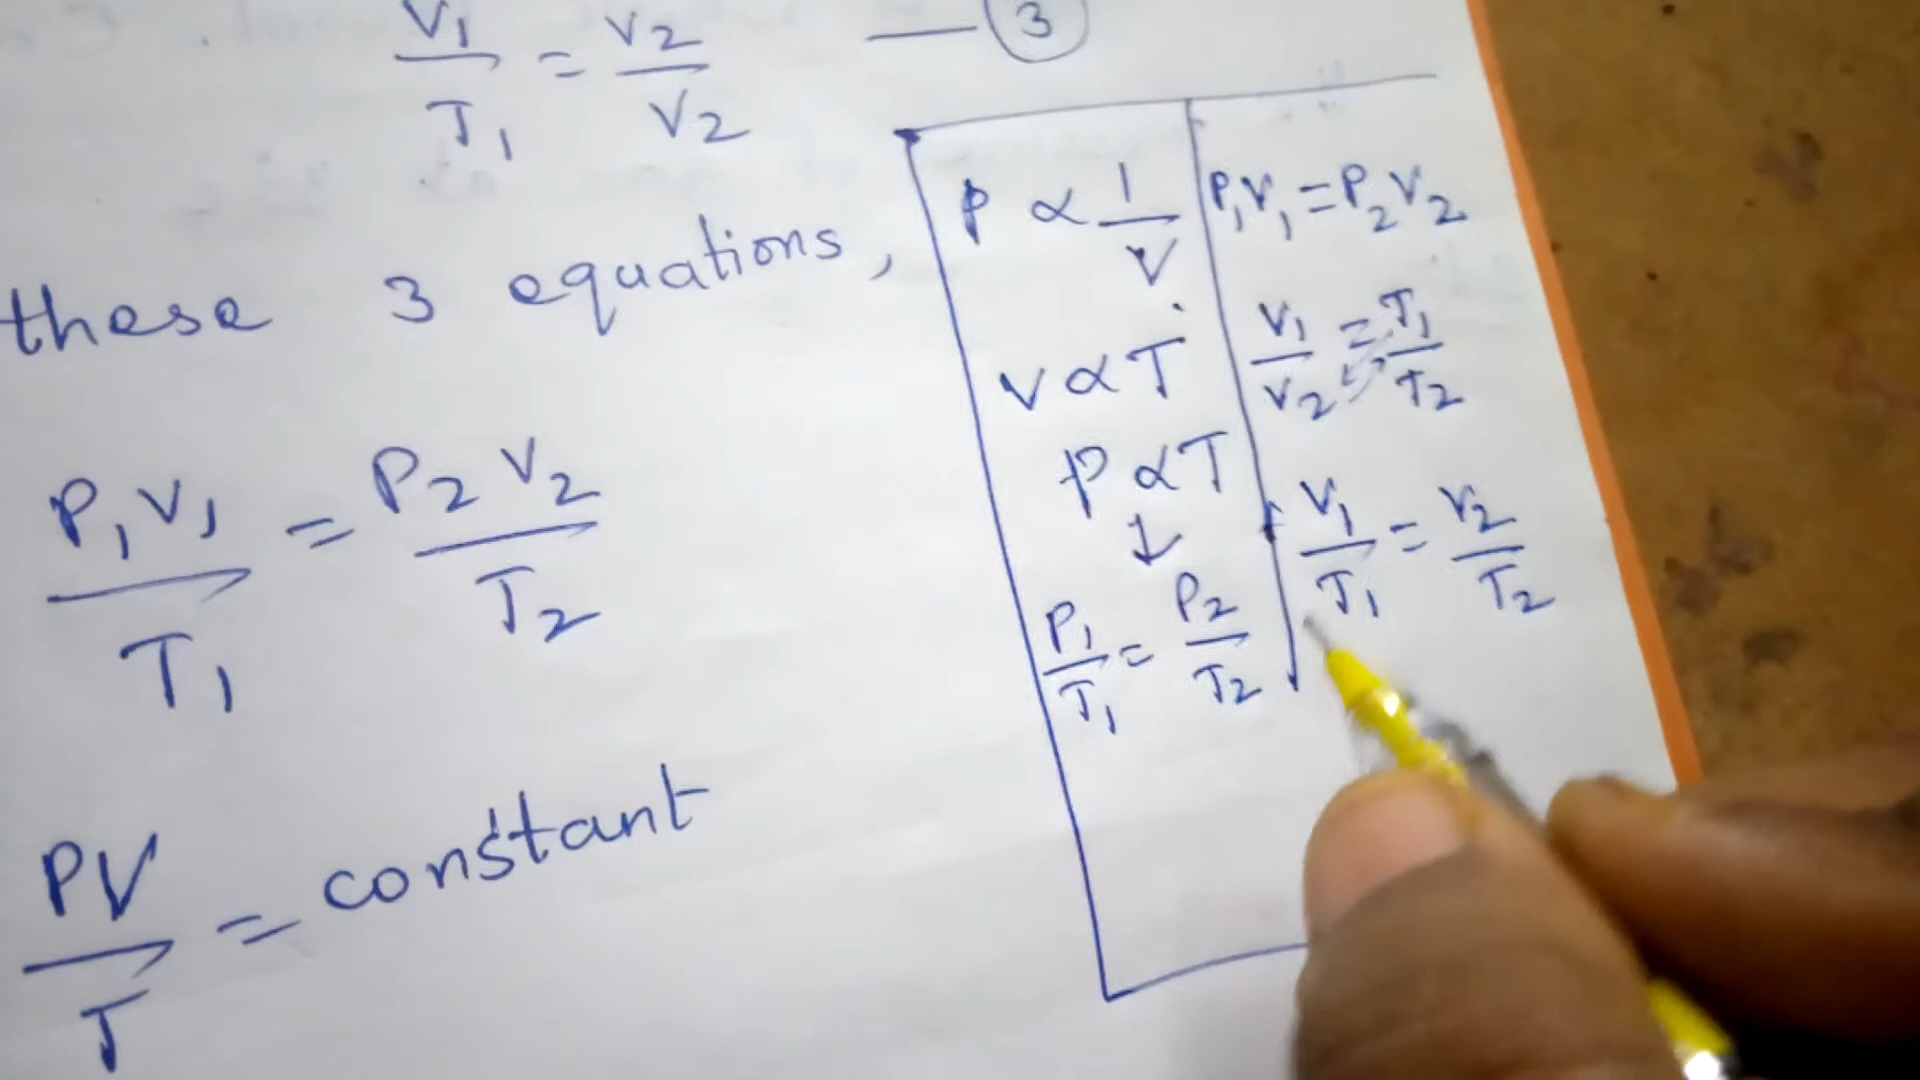 V₁/T₁ = V₂/V₂ — ③
these 3 equations,
P₁V₁/T₁ = P₂V₂/T₂
PV/T = constant
P ∝ 1/V
V ∝ T
P ∝ T
↓
P₁/T₁ = P₂/T₂
P₁V₁ = P₂V₂
V₁/V₂ = T₁/T₂
V₁/T₁ = V₂/T₂